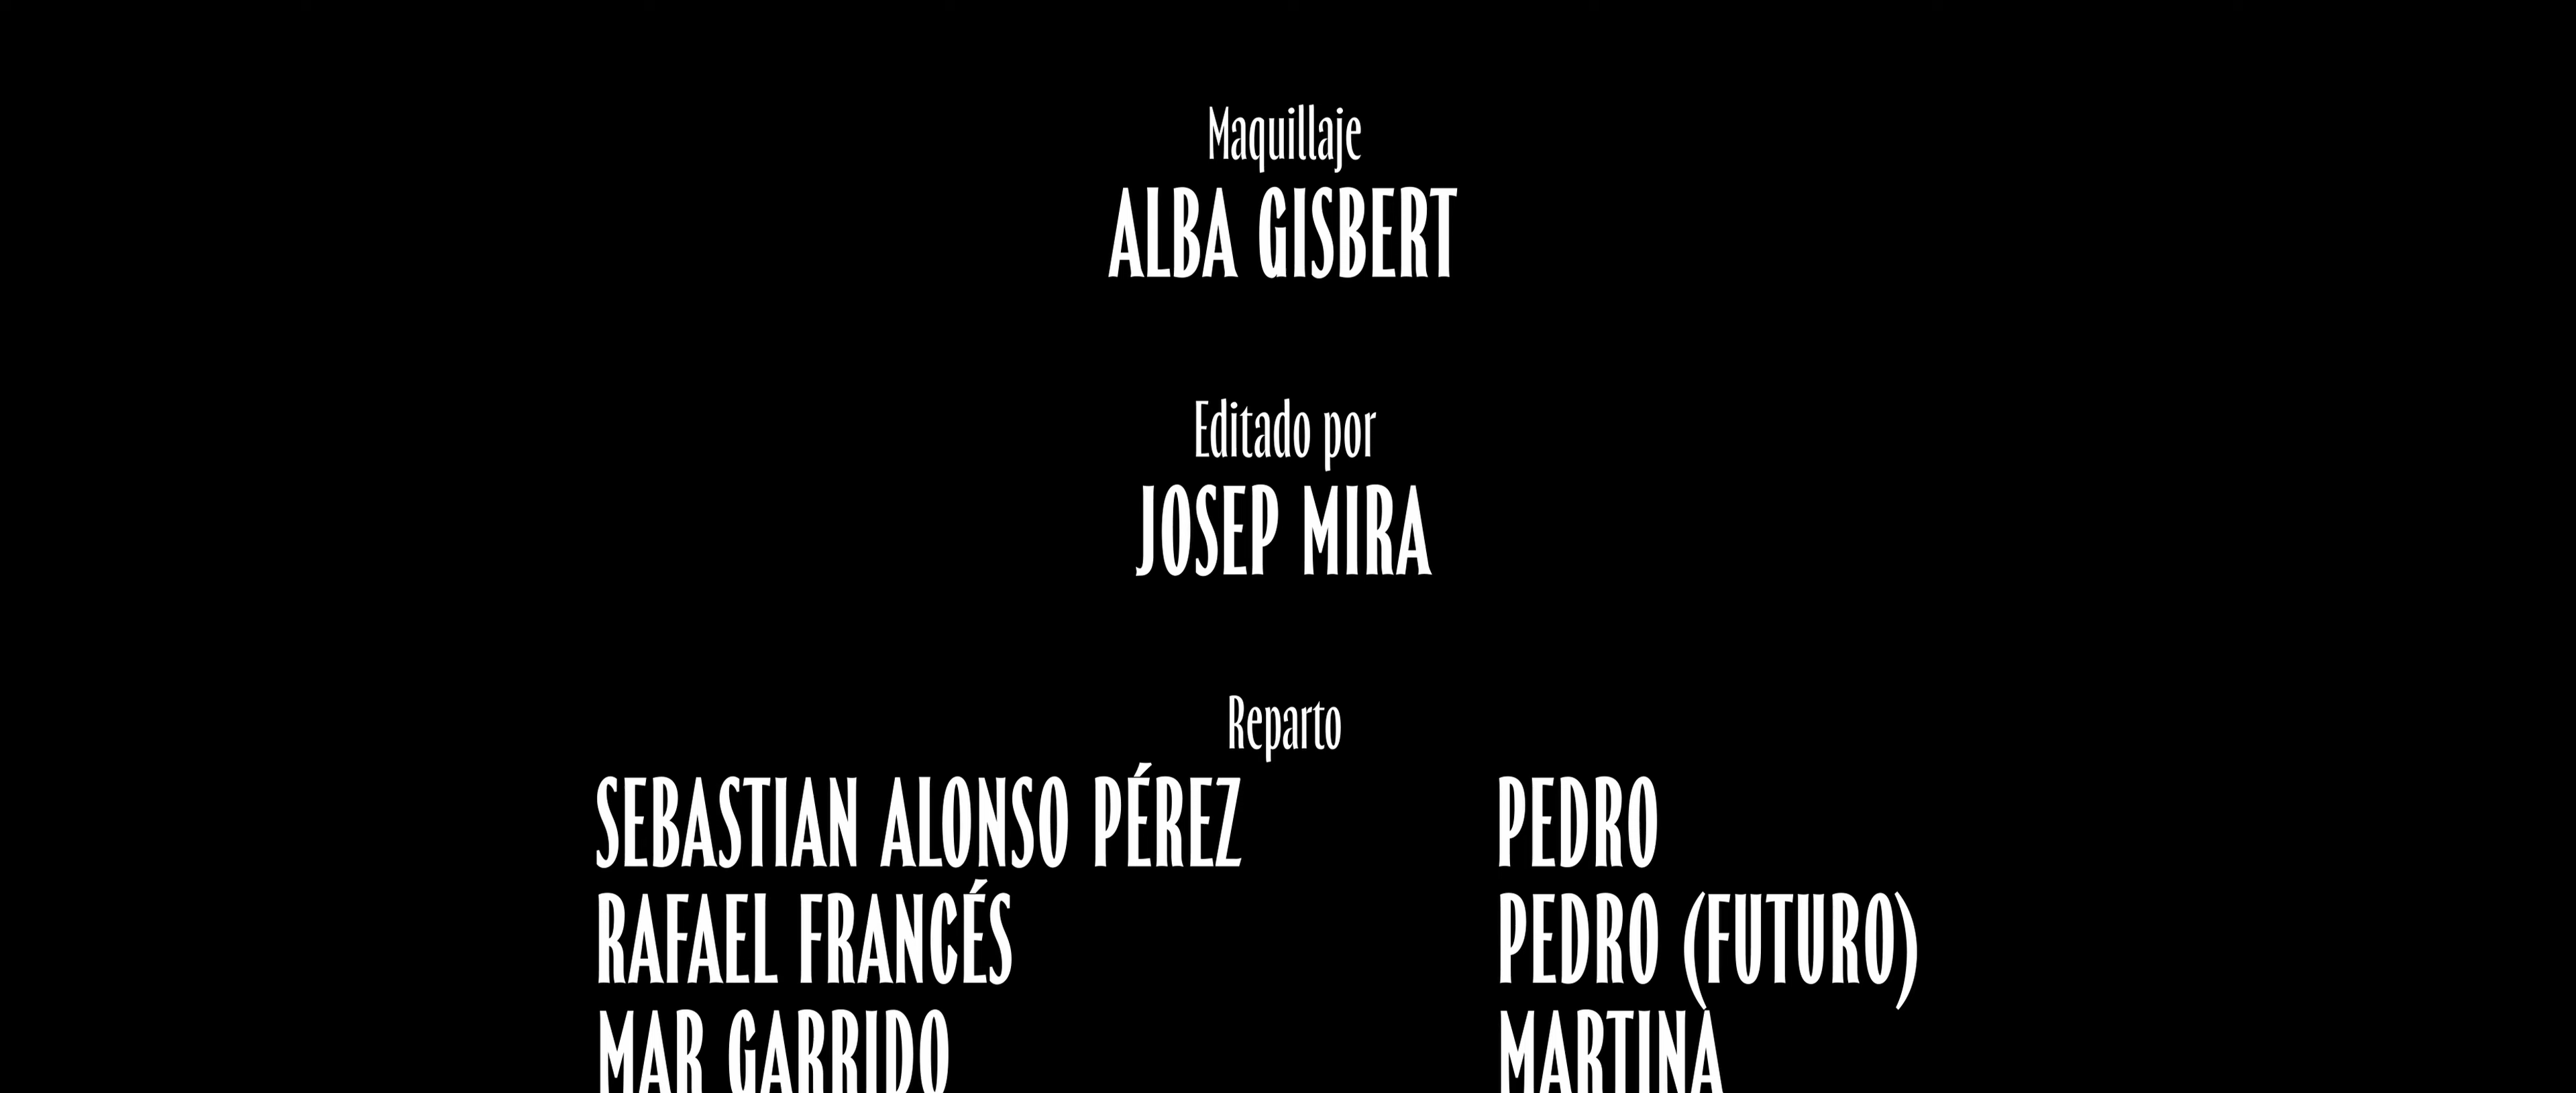 Maquillaje
ALBA GISBERT
Editado por
JOSEP MIRA
Reparto
SEBASTIAN ALONSO PÉREZ PEDRO
RAFAEL FRANCÉS PEDRO (FUTURO)
MAR GARRIDO MARTINA